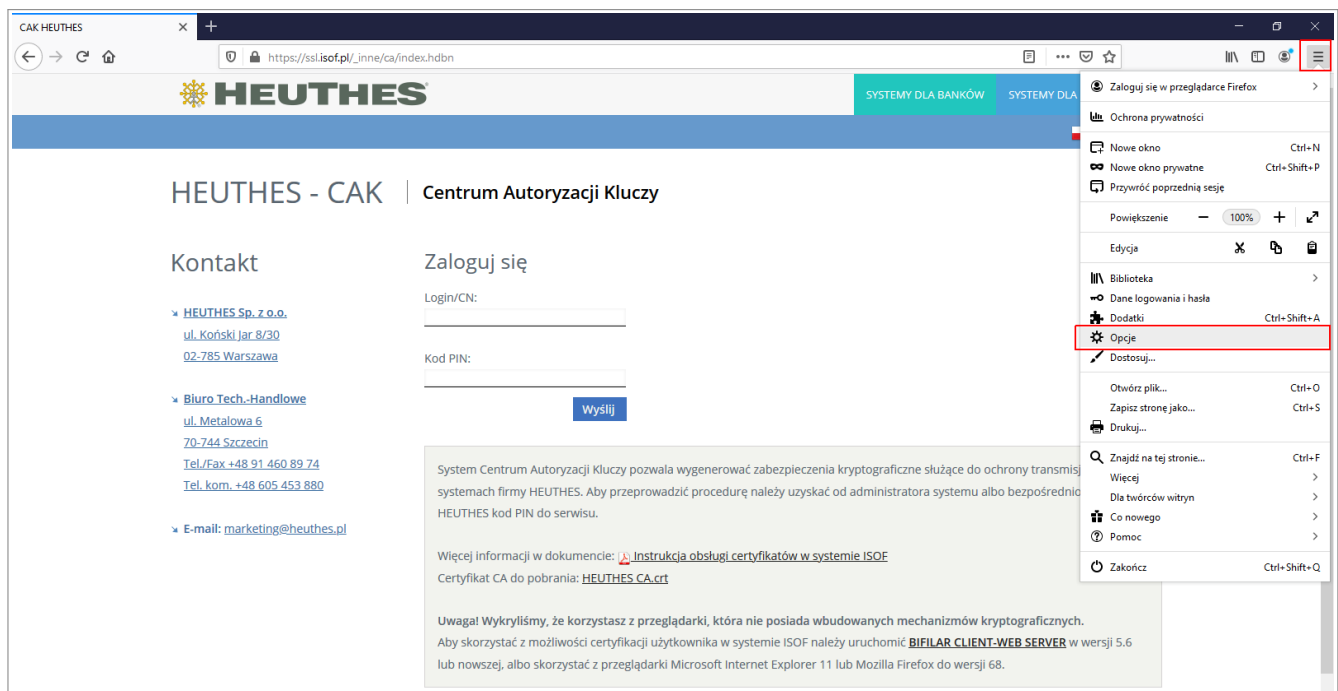 CAK HEUTHES
https://ssl.isof.pl/_inne/ca/index.hdbn
HEUTHES
SYSTEMY DLA BANKÓW
SYSTEMY DLA
HEUTHES - CAK
Centrum Autoryzacji Kluczy
Kontakt
HEUTHES Sp. z o.o.
ul. Koński Jar 8/30
02-785 Warszawa
Biuro Tech.-Handlowe
ul. Metalowa 6
70-744 Szczecin
Tel./Fax +48 91 460 89 74
Tel. kom. +48 605 453 880
E-mail: marketing@heuthes.pl
Zaloguj się
Login/CN:
Kod PIN:
Wyślij
System Centrum Autoryzacji Kluczy pozwala wygenerować zabezpieczenia kryptograficzne służące do ochrony transmisj
systemach firmy HEUTHES. Aby przeprowadzić procedurę należy uzyskać od administratora systemu albo bezpośrednio
HEUTHES kod PIN do serwisu.
Więcej informacji w dokumencie: Instrukcja obsługi certyfikatów w systemie ISOF
Certyfikat CA do pobrania: HEUTHES CA.crt
Uwaga! Wykryliśmy, że korzystasz z przeglądarki, która nie posiada wbudowanych mechanizmów kryptograficznych.
Aby skorzystać z możliwości certyfikacji użytkownika w systemie ISOF należy uruchomić BIFILAR CLIENT-WEB SERVER w wersji 5.6
lub nowszej, albo skorzystać z przeglądarki Microsoft Internet Explorer 11 lub Mozilla Firefox do wersji 68.
Zaloguj się w przeglądarce Firefox
Ochrona prywatności
Nowe okno Ctrl+N
Nowe okno prywatne Ctrl+Shift+P
Przywróć poprzednią sesję
Powiększenie 100%
Edycja
Biblioteka
Dane logowania i hasła
Dodatki Ctrl+Shift+A
Opcje
Dostosuj...
Otwórz plik... Ctrl+O
Zapisz stronę jako... Ctrl+S
Drukuj...
Znajdź na tej stronie... Ctrl+F
Więcej
Dla twórców witryn
Co nowego
Pomoc
Zakończ Ctrl+Shift+Q